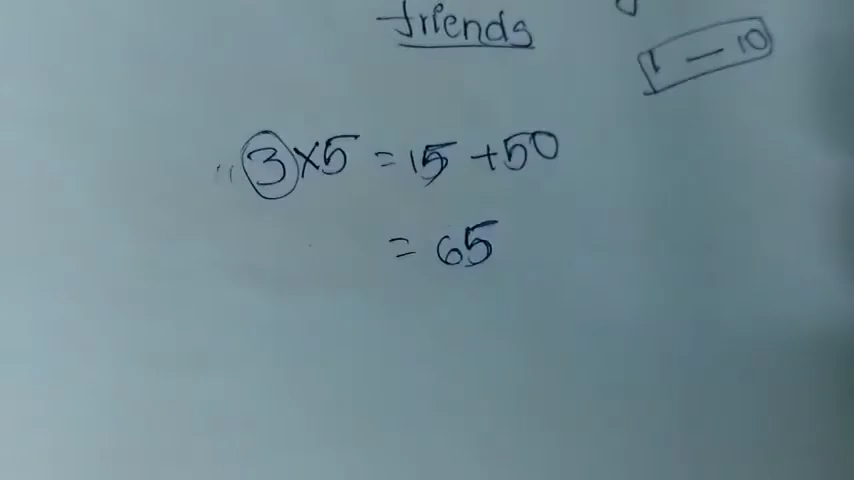 friends
1 — 10
3 × 5 = 15 + 50
= 65